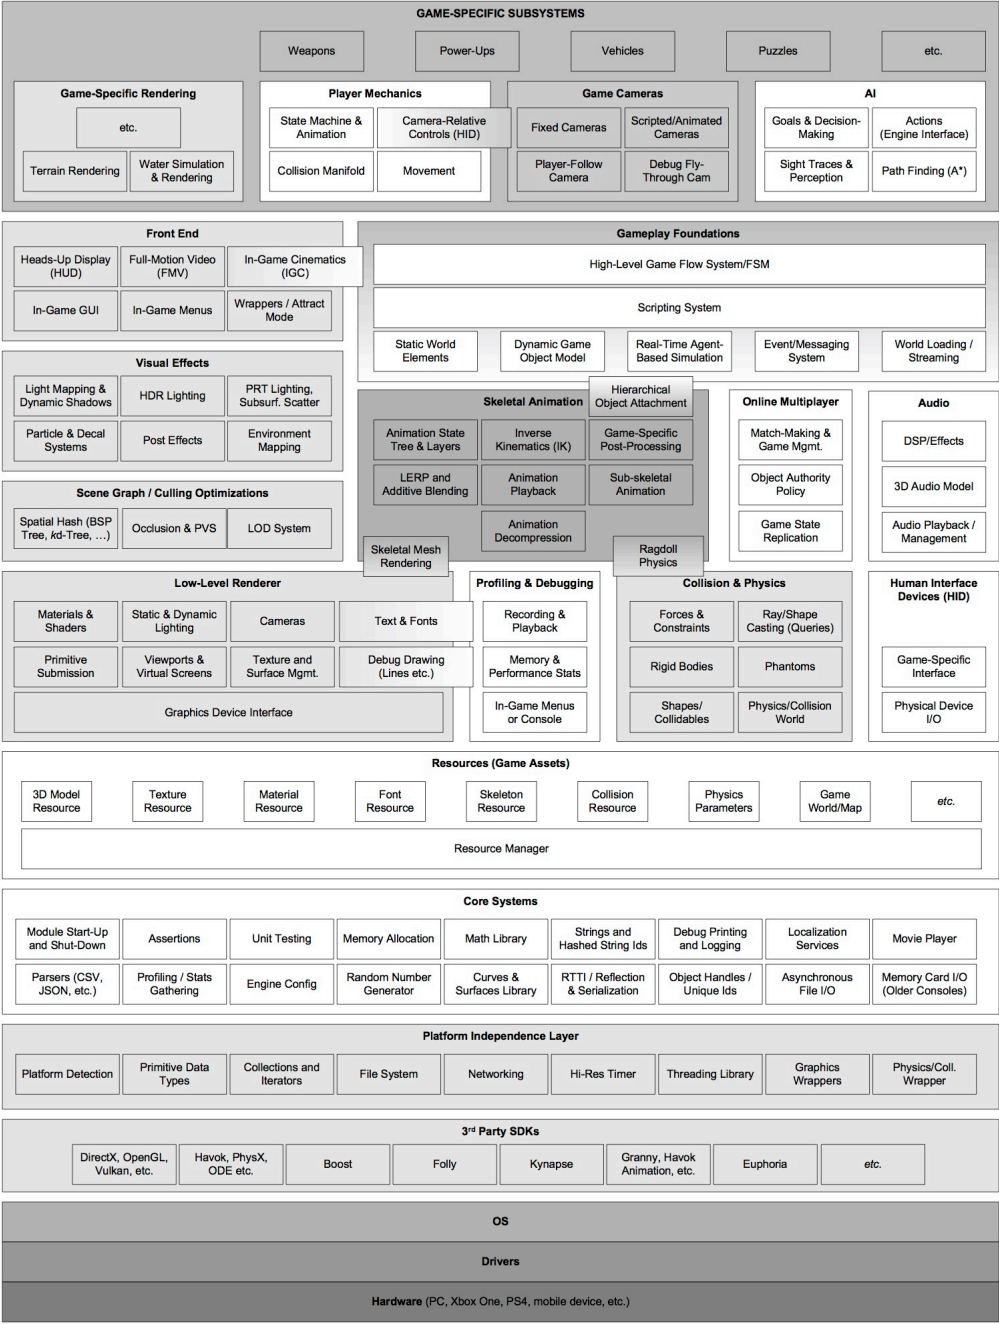 GAME-SPECIFIC SUBSYSTEMS
Weapons
Power-Ups
Vehicles
Puzzles
etc.
Game-Specific Rendering
etc.
Terrain Rendering
Water Simulation
& Rendering
Player Mechanics
State Machine &
Animation
Camera-Relative
Controls (HID)
Collision Manifold
Movement
Game Cameras
Fixed Cameras
Scripted/Animated
Cameras
Player-Follow
Camera
Debug Fly-
Through Cam
AI
Goals & Decision-
Making
Actions
(Engine Interface)
Sight Traces &
Perception
Path Finding (A*)
Front End
Heads-Up Display
(HUD)
Full-Motion Video
(FMV)
In-Game Cinematics
(IGC)
In-Game GUI
In-Game Menus
Wrappers / Attract
Mode
Gameplay Foundations
High-Level Game Flow System/FSM
Scripting System
Static World
Elements
Dynamic Game
Object Model
Real-Time Agent-
Based Simulation
Event/Messaging
System
World Loading /
Streaming
Visual Effects
Light Mapping &
Dynamic Shadows
HDR Lighting
PRT Lighting,
Subsurf. Scatter
Particle & Decal
Systems
Post Effects
Environment
Mapping
Skeletal Animation
Hierarchical
Object Attachment
Animation State
Tree & Layers
Inverse
Kinematics (IK)
Game-Specific
Post-Processing
LERP and
Additive Blending
Animation
Playback
Sub-skeletal
Animation
Animation
Decompression
Skeletal Mesh
Rendering
Ragdoll
Physics
Online Multiplayer
Match-Making &
Game Mgmt.
Object Authority
Policy
Game State
Replication
Audio
DSP/Effects
3D Audio Model
Audio Playback /
Management
Scene Graph / Culling Optimizations
Spatial Hash (BSP
Tree, kd-Tree, …)
Occlusion & PVS
LOD System
Low-Level Renderer
Materials &
Shaders
Static & Dynamic
Lighting
Cameras
Text & Fonts
Primitive
Submission
Viewports &
Virtual Screens
Texture and
Surface Mgmt.
Debug Drawing
(Lines etc.)
Graphics Device Interface
Profiling & Debugging
Recording &
Playback
Memory &
Performance Stats
In-Game Menus
or Console
Collision & Physics
Forces &
Constraints
Ray/Shape
Casting (Queries)
Rigid Bodies
Phantoms
Shapes/
Collidables
Physics/Collision
World
Human Interface
Devices (HID)
Game-Specific
Interface
Physical Device
I/O
Resources (Game Assets)
3D Model
Resource
Texture
Resource
Material
Resource
Font
Resource
Skeleton
Resource
Collision
Resource
Physics
Parameters
Game
World/Map
etc.
Resource Manager
Core Systems
Module Start-Up
and Shut-Down
Assertions
Unit Testing
Memory Allocation
Math Library
Strings and
Hashed String Ids
Debug Printing
and Logging
Localization
Services
Movie Player
Parsers (CSV,
JSON, etc.)
Profiling / Stats
Gathering
Engine Config
Random Number
Generator
Curves &
Surfaces Library
RTTI / Reflection
& Serialization
Object Handles /
Unique Ids
Asynchronous
File I/O
Memory Card I/O
(Older Consoles)
Platform Independence Layer
Platform Detection
Primitive Data
Types
Collections and
Iterators
File System
Networking
Hi-Res Timer
Threading Library
Graphics
Wrappers
Physics/Coll.
Wrapper
3rd Party SDKs
DirectX, OpenGL,
Vulkan, etc.
Havok, PhysX,
ODE etc.
Boost
Folly
Kynapse
Granny, Havok
Animation, etc.
Euphoria
etc.
OS
Drivers
Hardware (PC, Xbox One, PS4, mobile device, etc.)